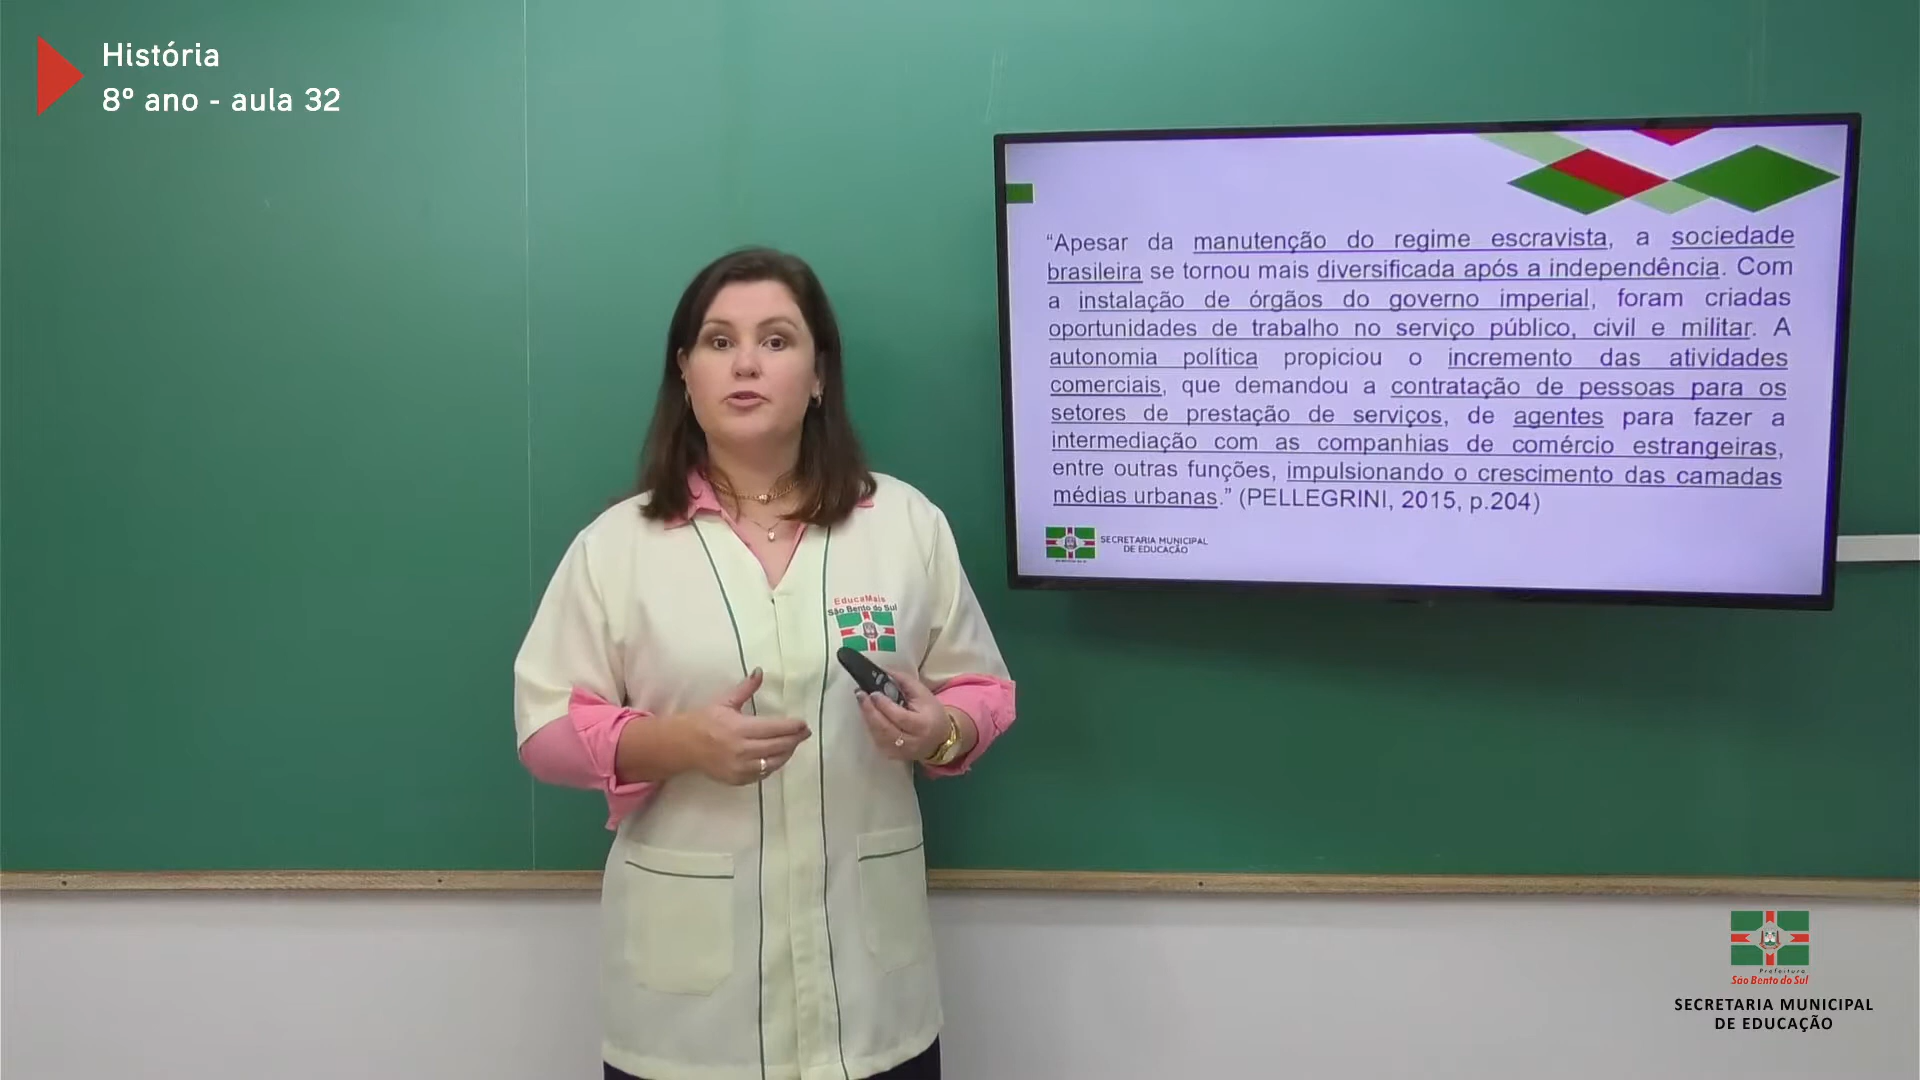 História
8º ano - aula 32
“Apesar da manutenção do regime escravista, a sociedade
brasileira se tornou mais diversificada após a independência. Com
a instalação de órgãos do governo imperial, foram criadas
oportunidades de trabalho no serviço público, civil e militar. A
autonomia política propiciou o incremento das atividades
comerciais, que demandou a contratação de pessoas para os
setores de prestação de serviços, de agentes para fazer a
intermediação com as companhias de comércio estrangeiras,
entre outras funções, impulsionando o crescimento das camadas
médias urbanas.” (PELLEGRINI, 2015, p.204)
SECRETARIA MUNICIPAL
DE EDUCAÇÃO
EducaMais
São Bento do Sul
Prefeitura
São Bento do Sul
SECRETARIA MUNICIPAL
DE EDUCAÇÃO